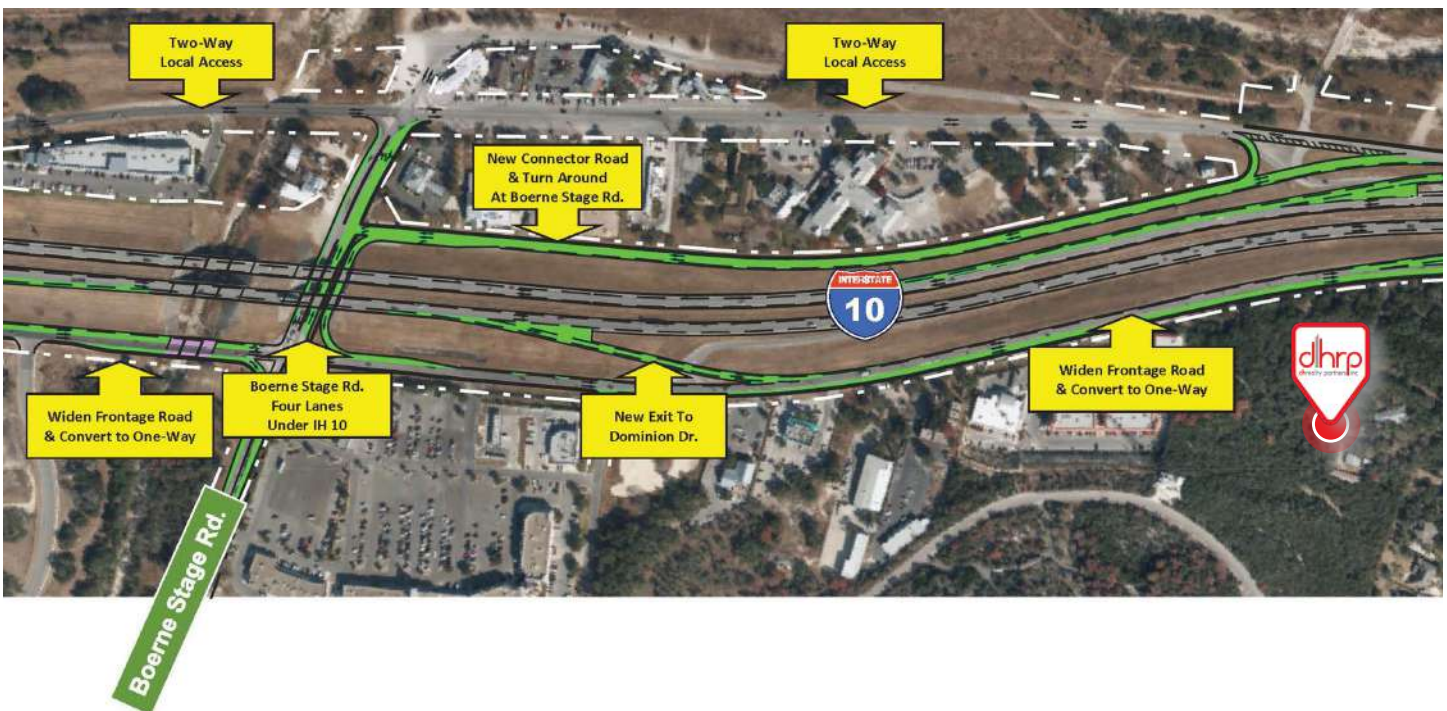 Two-Way
Local Access
Two-Way
Local Access
New Connector Road
& Turn Around
At Boerne Stage Rd.
INTERSTATE
10
dhrp
Widen Frontage Road
& Convert to One-Way
Boerne Stage Rd.
Four Lanes
Under IH 10
New Exit To
Dominion Dr.
Widen Frontage Road
& Convert to One-Way
Boerne Stage Rd.